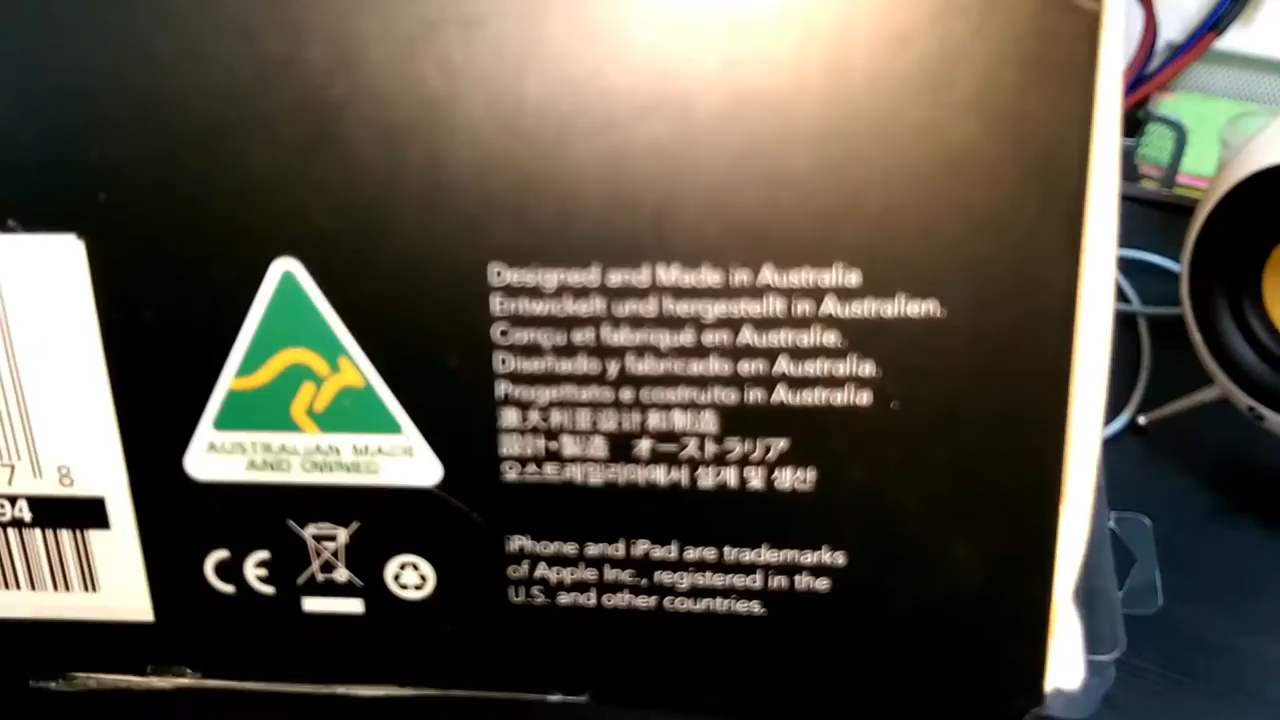 Designed and Made in Australia
Entwickelt und hergestellt in Australien.
Conçu et fabriqué en Australie.
Diseñado y fabricado en Australia.
Progettato e costruito in Australia
澳大利亚设计和制造
設計・製造 オーストラリア
오스트레일리아에서 설계 및 생산
AUSTRALIAN MADE
AND OWNED
7 8
94
CE
iPhone and iPad are trademarks
of Apple Inc., registered in the
U.S. and other countries.